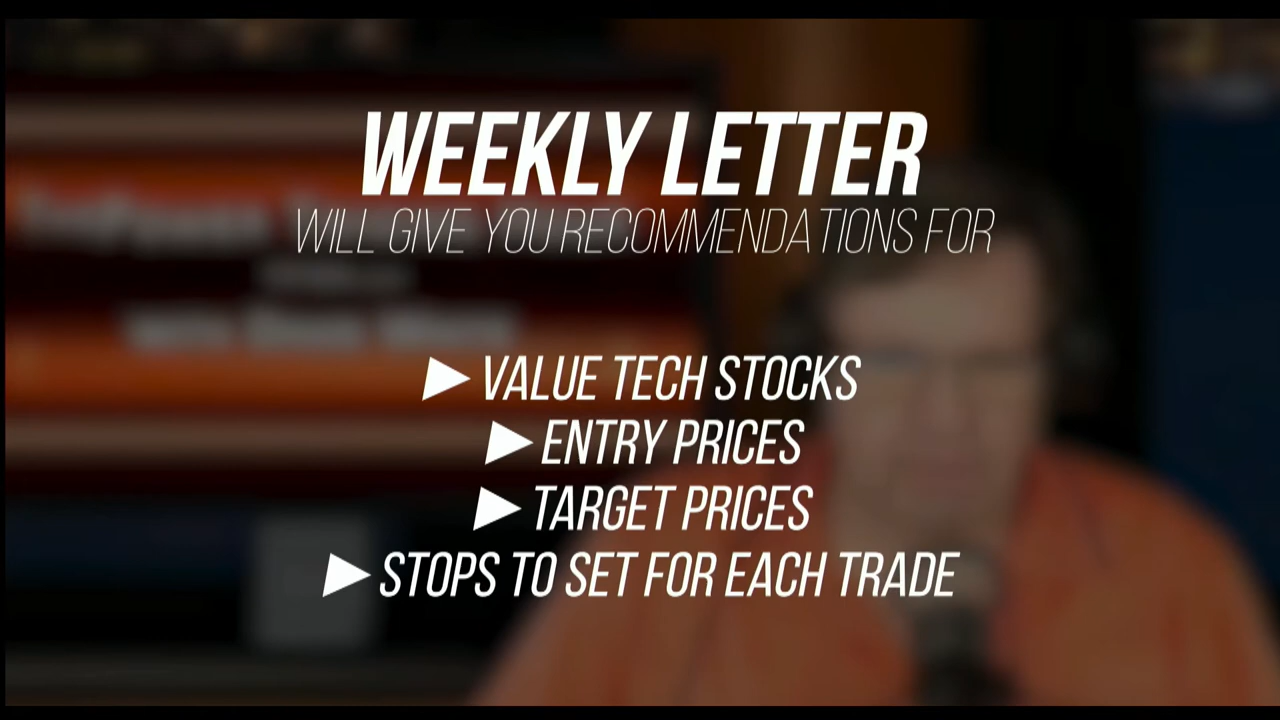 WEEKLY LETTER
WILL GIVE YOU RECOMMENDATIONS FOR
▶ VALUE TECH STOCKS
▶ ENTRY PRICES
▶ TARGET PRICES
▶ STOPS TO SET FOR EACH TRADE